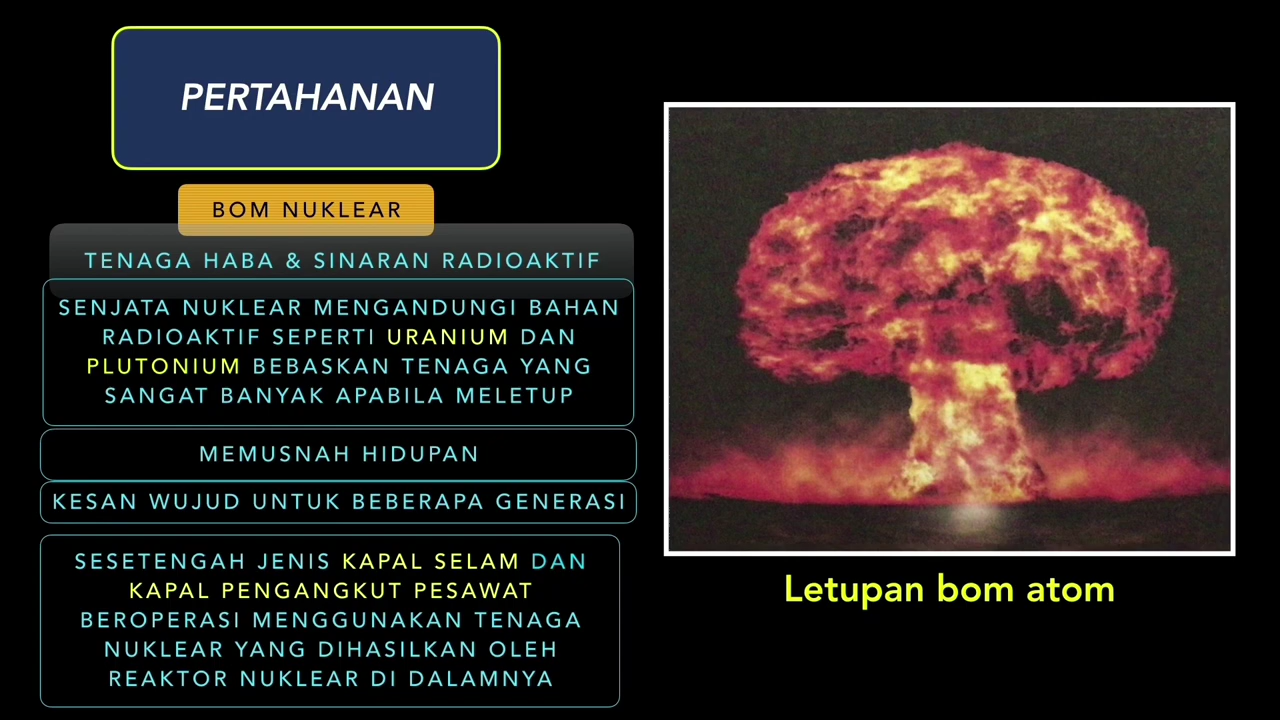 PERTAHANAN
BOM NUKLEAR
TENAGA HABA & SINARAN RADIOAKTIF
SENJATA NUKLEAR MENGANDUNGI BAHAN
RADIOAKTIF SEPERTI URANIUM DAN
PLUTONIUM BEBASKAN TENAGA YANG
SANGAT BANYAK APABILA MELETUP
MEMUSNAH HIDUPAN
KESAN WUJUD UNTUK BEBERAPA GENERASI
SESETENGAH JENIS KAPAL SELAM DAN
KAPAL PENGANGKUT PESAWAT
BEROPERASI MENGGUNAKAN TENAGA
NUKLEAR YANG DIHASILKAN OLEH
REAKTOR NUKLEAR DI DALAMNYA
Letupan bom atom